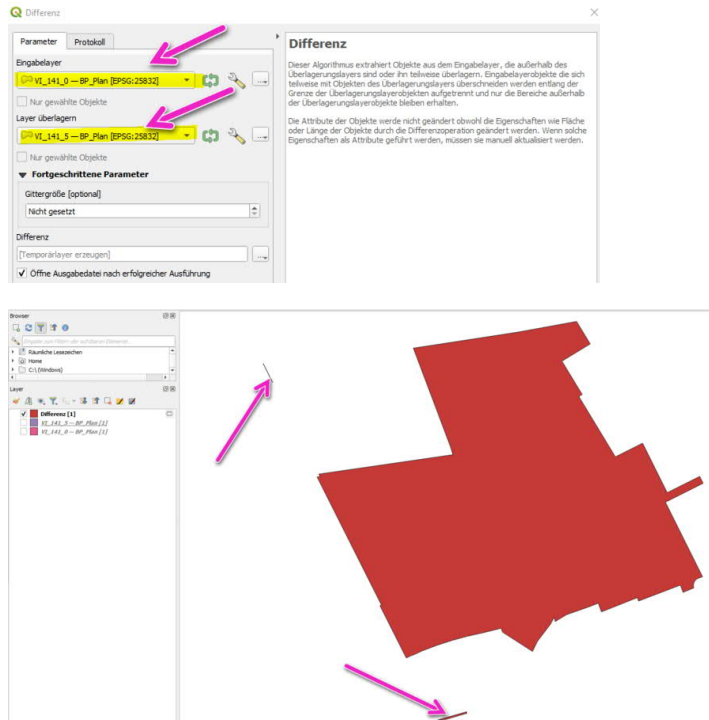 Differenz
Parameter Protokoll
Eingabelayer
VI_141_0 — BP_Plan [EPSG:25832]
Nur gewählte Objekte
Layer überlagern
VI_141_5 — BP_Plan [EPSG:25832]
Nur gewählte Objekte
Fortgeschrittene Parameter
Gittergröße [optional]
Nicht gesetzt
Differenz
[Temporärlayer erzeugen]
Öffne Ausgabedatei nach erfolgreicher Ausführung
Differenz
Dieser Algorithmus extrahiert Objekte aus dem Eingabelayer, die außerhalb des
Überlagerungslayers sind oder ihn teilweise überlagern. Eingabelayerobjekte die sich
teilweise mit Objekten des Überlagerungslayers überschneiden werden entlang der
Grenze der Überlagerungslayerobjekten aufgetrennt und nur die Bereiche außerhalb
der Überlagerungslayerobjekte bleiben erhalten.
Die Attribute der Objekte werde nicht geändert obwohl die Eigenschaften wie Fläche
oder Länge der Objekte durch die Differenzoperation geändert werden. Wenn solche
Eigenschaften als Attribute geführt werden, müssen sie manuell aktualisiert werden.
Browser
Räumliche Lesezeichen
Home
C:\ (Windows)
Layer
Differenz [1]
VI_141_5 — BP_Plan [1]
VI_141_0 — BP_Plan [1]